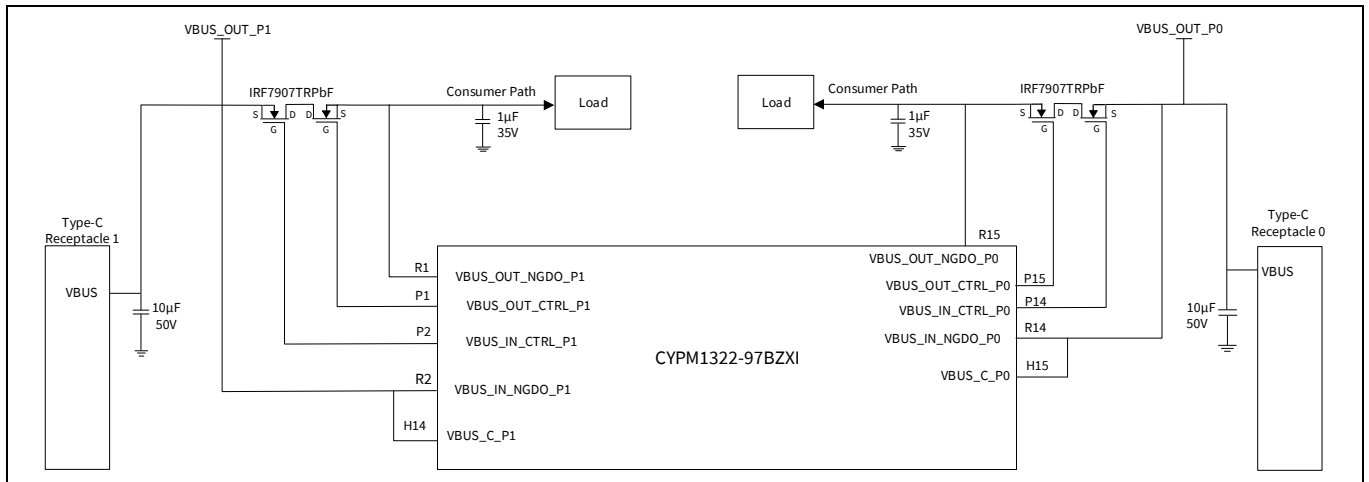 VBUS_OUT_P1
VBUS_OUT_P0
IRF7907TRPbF
Consumer Path
Load
Load
Consumer Path
IRF7907TRPbF
S
D
D
S
G
G
1µF
35V
1µF
35V
S
D
D
S
G
G
Type-C
Receptacle 1
VBUS
10µF
50V
R1
VBUS_OUT_NGDO_P1
P1
VBUS_OUT_CTRL_P1
P2
VBUS_IN_CTRL_P1
R2
VBUS_IN_NGDO_P1
H14
VBUS_C_P1
CYPM1322-97BZXI
R15
VBUS_OUT_NGDO_P0
VBUS_OUT_CTRL_P0
P15
VBUS_IN_CTRL_P0
P14
VBUS_IN_NGDO_P0
R14
VBUS_C_P0
H15
Type-C
Receptacle 0
VBUS
10µF
50V